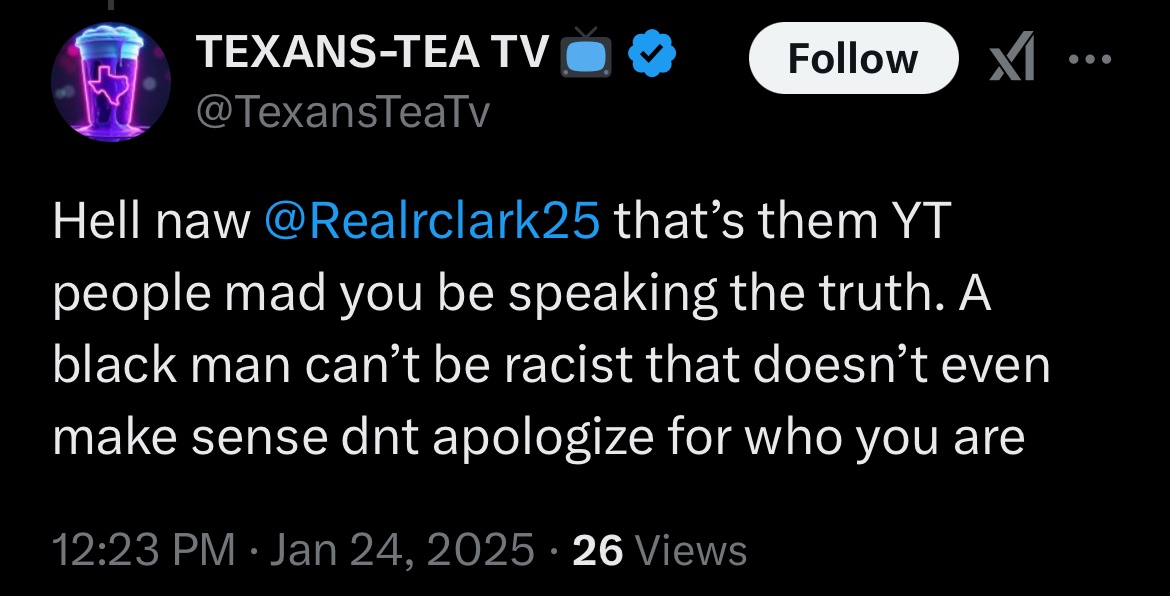 TEXANS-TEA TV📺
Follow
@TexansTeaTv
Hell naw @Realrclark25 that’s them YT
people mad you be speaking the truth. A
black man can’t be racist that doesn’t even
make sense dnt apologize for who you are
12:23 PM · Jan 24, 2025 · 26 Views